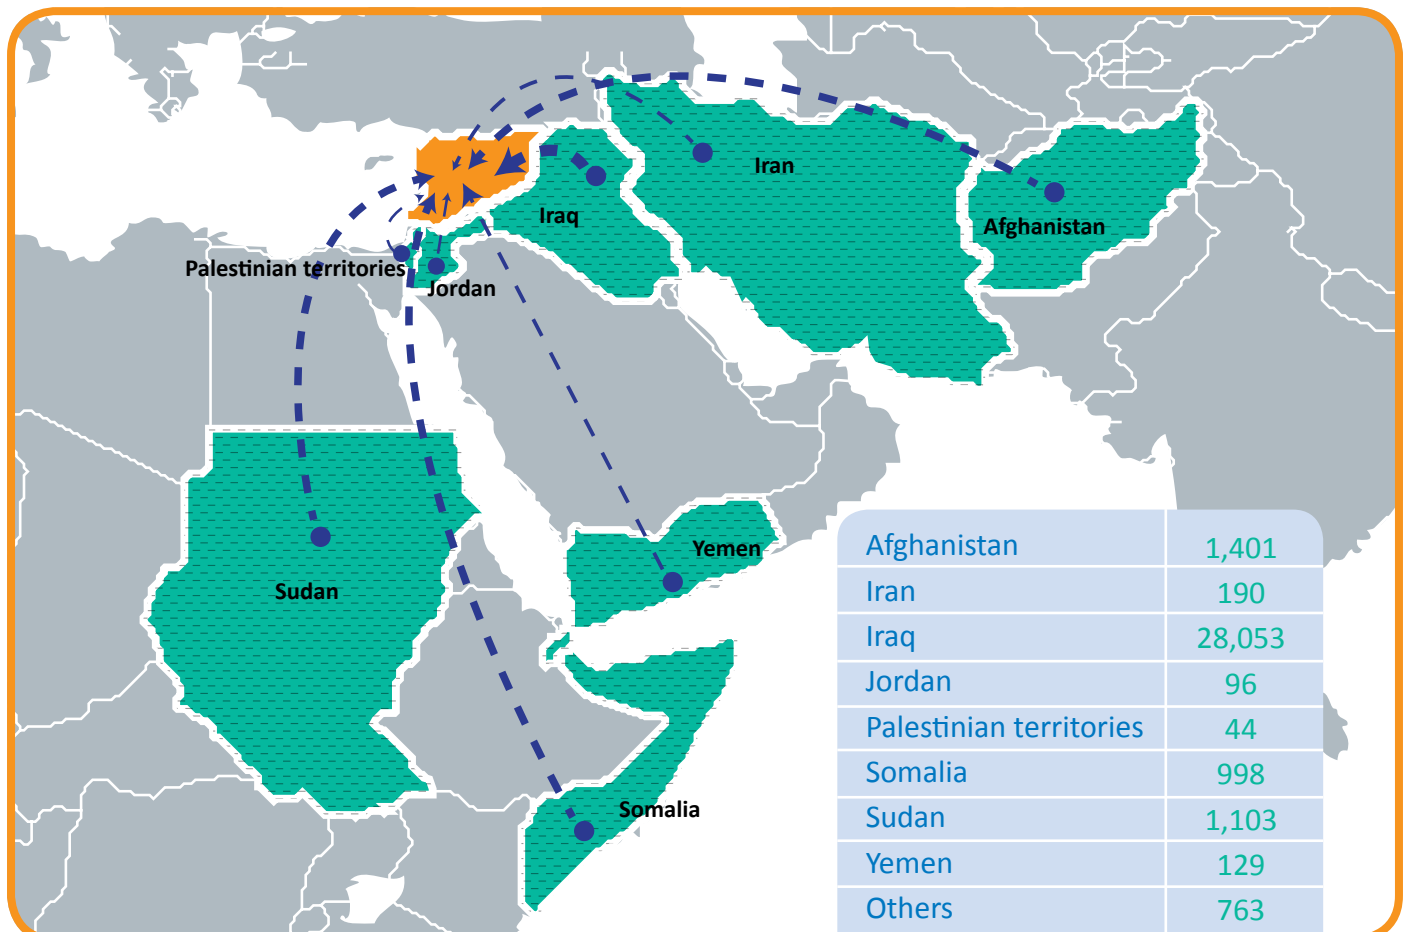 Iran
Afghanistan
Iraq
Palestinian territories
Jordan
Yemen
Sudan
Somalia
Afghanistan 1,401
Iran 190
Iraq 28,053
Jordan 96
Palestinian territories 44
Somalia 998
Sudan 1,103
Yemen 129
Others 763